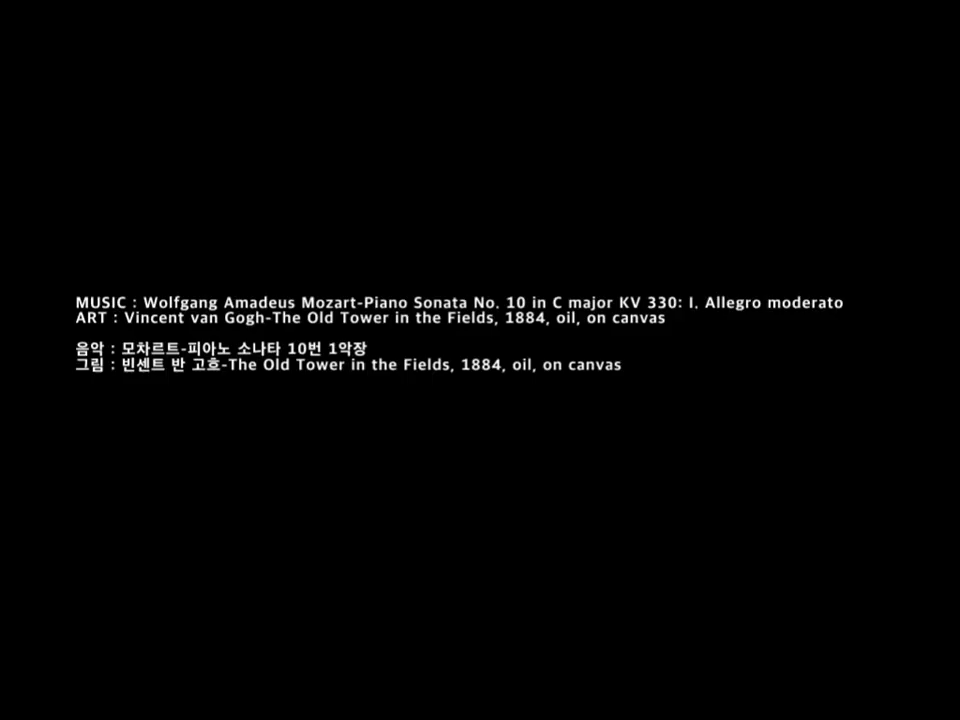 MUSIC : Wolfgang Amadeus Mozart-Piano Sonata No. 10 in C major KV 330: I. Allegro moderato
ART : Vincent van Gogh-The Old Tower in the Fields, 1884, oil, on canvas
음악 : 모차르트-피아노 소나타 10번 1악장
그림 : 빈센트 반 고흐-The Old Tower in the Fields, 1884, oil, on canvas